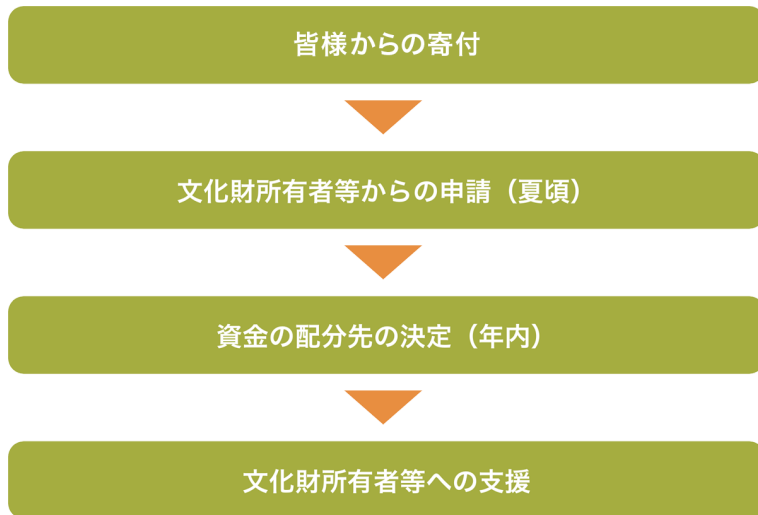 皆様からの寄付
文化財所有者等からの申請（夏頃）
資金の配分先の決定（年内）
文化財所有者等への支援